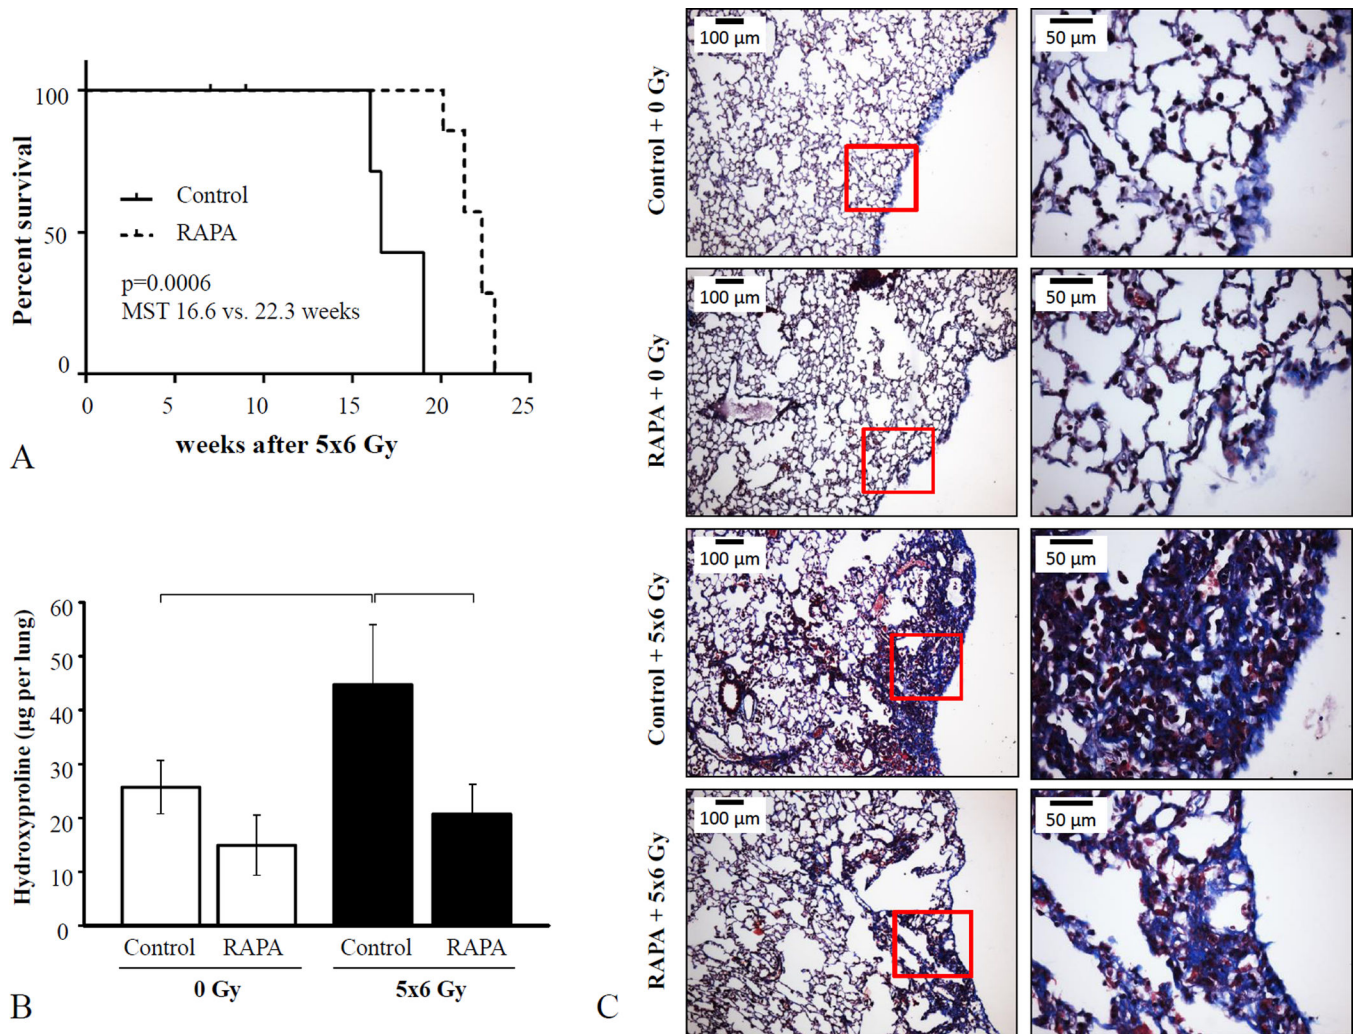 100
50
0
Percent survival
Control
RAPA
p=0.0006
MST 16.6 vs. 22.3 weeks
0 5 10 15 20 25
weeks after 5x6 Gy
A
60
50
40
30
20
10
0
Hydroxyproline (µg per lung)
Control RAPA Control RAPA
0 Gy 5x6 Gy
B
Control + 0 Gy
100 µm
50 µm
RAPA + 0 Gy
100 µm
50 µm
Control + 5x6 Gy
100 µm
50 µm
RAPA + 5x6 Gy
100 µm
50 µm
C